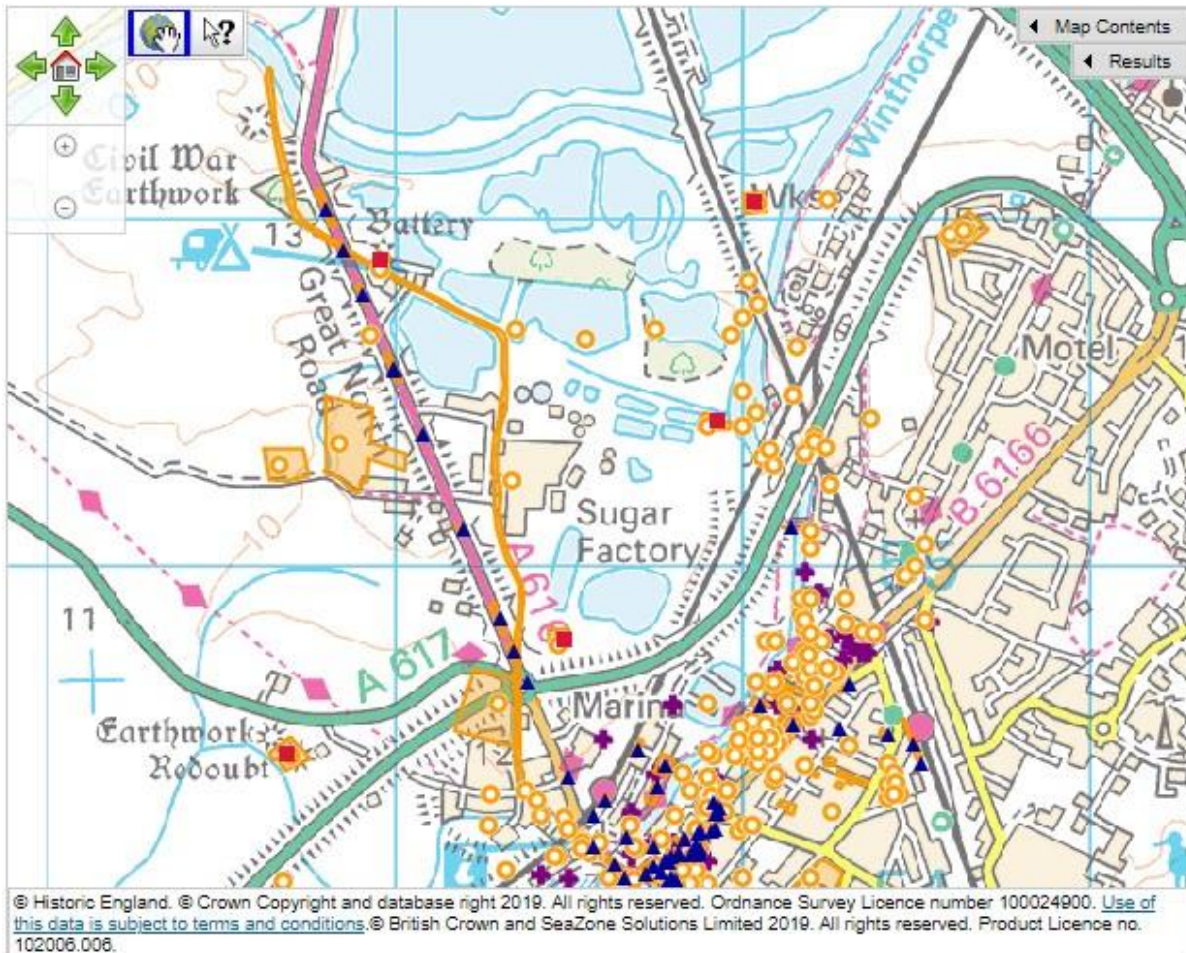 ?
Map Contents
Results
Winthorpe
10
Civil War
Earthwork
Battery
13
Wks
Great North
Road
Motel
B 6166
Sugar
Factory
A 616
10
11
A 617
Marina
Earthwork
Redoubt
12
© Historic England. © Crown Copyright and database right 2019. All rights reserved. Ordnance Survey Licence number 100024900. Use of
this data is subject to terms and conditions.© British Crown and SeaZone Solutions Limited 2019. All rights reserved. Product Licence no.
102006.006.